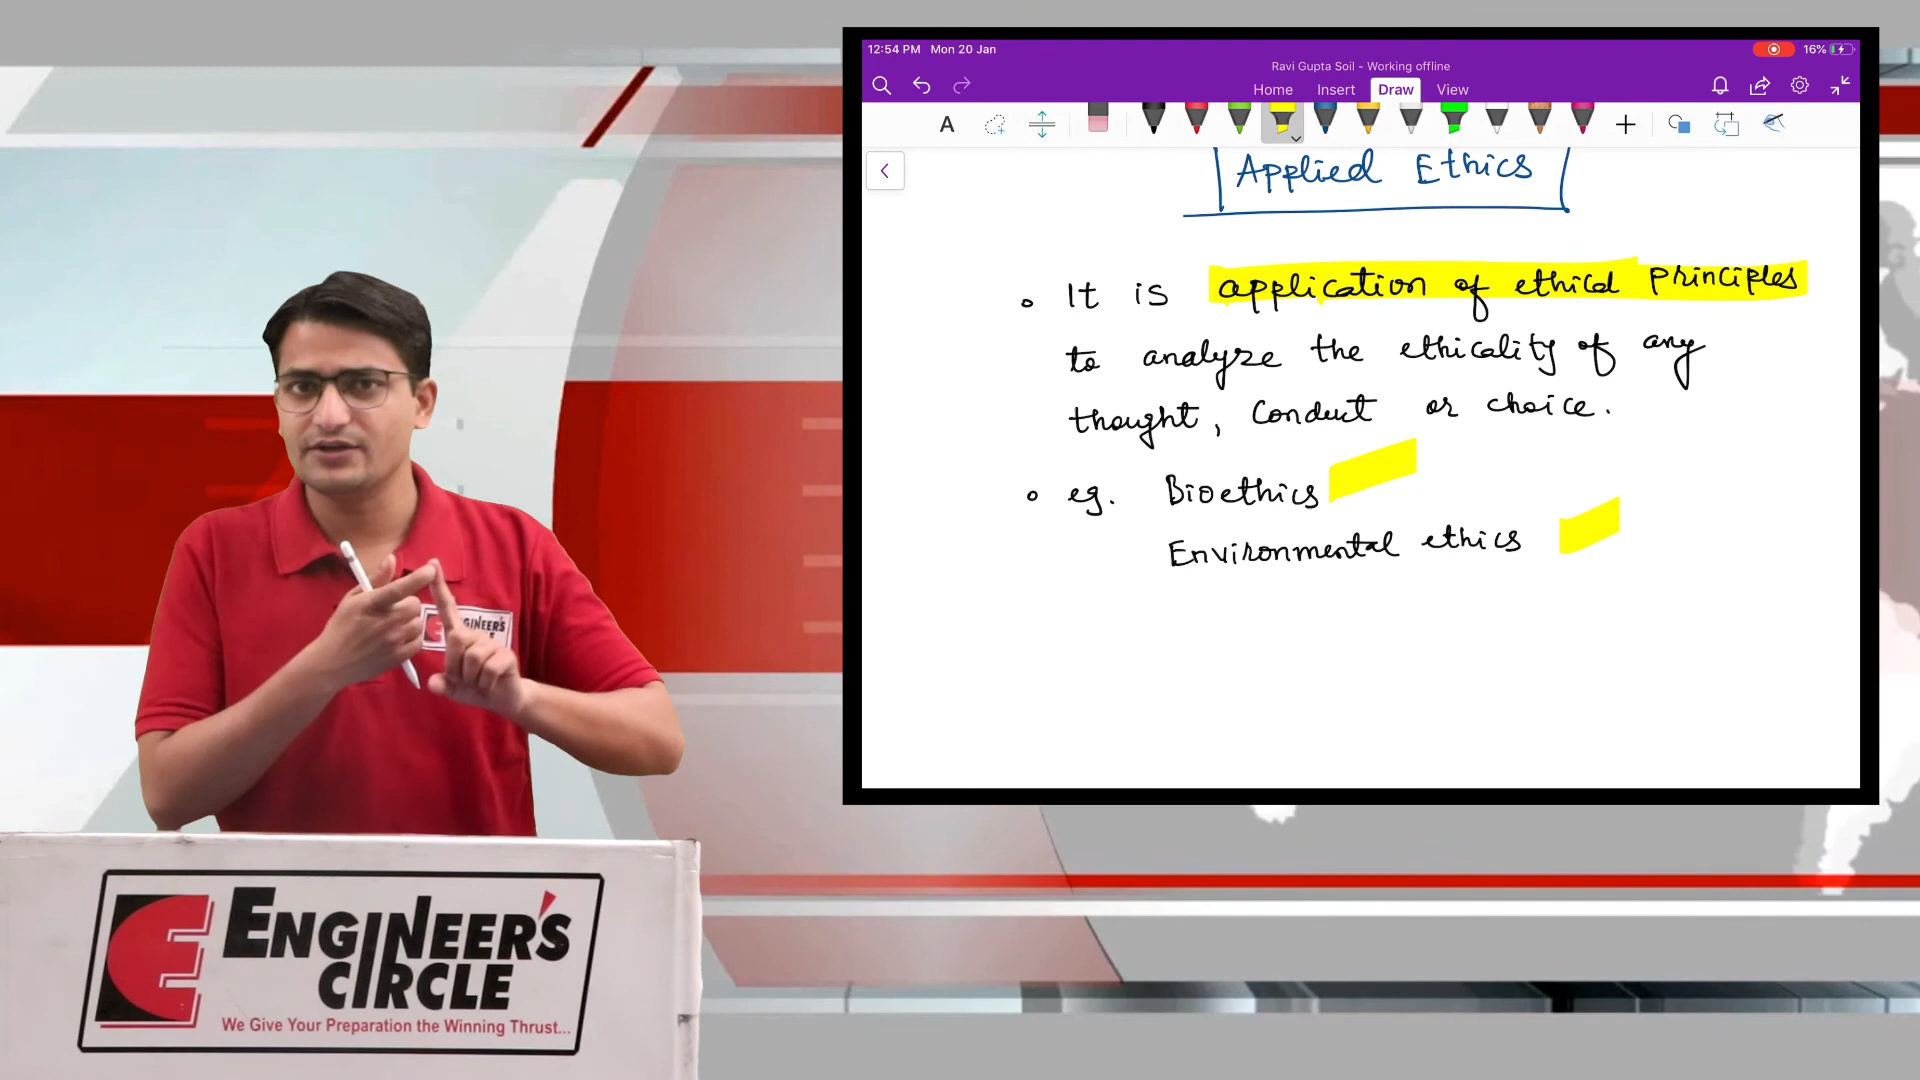 12:54 PM Mon 20 Jan
16%
Ravi Gupta Soil - Working offline
Home Insert Draw View
A
Applied Ethics
It is application of ethical principles
to analyze the ethicality of any
thought, Conduct or choice.
eg. Bioethics
Environmental ethics
ENGINEER'S
CIRCLE
We Give Your Preparation the Winning Thrust...